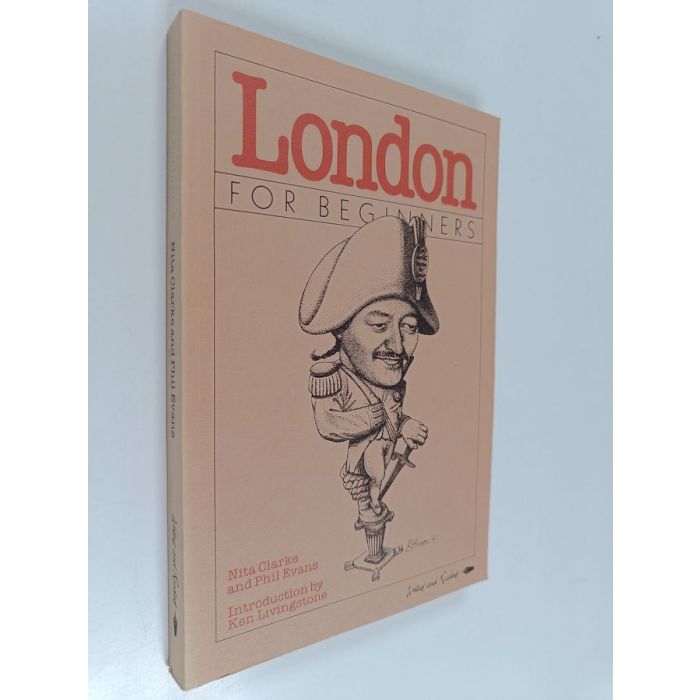 London
FOR BEGINNERS
Nita Clarke
and Phil Evans
Introduction by
Ken Livingstone
Nita Clarke and Phil Evans